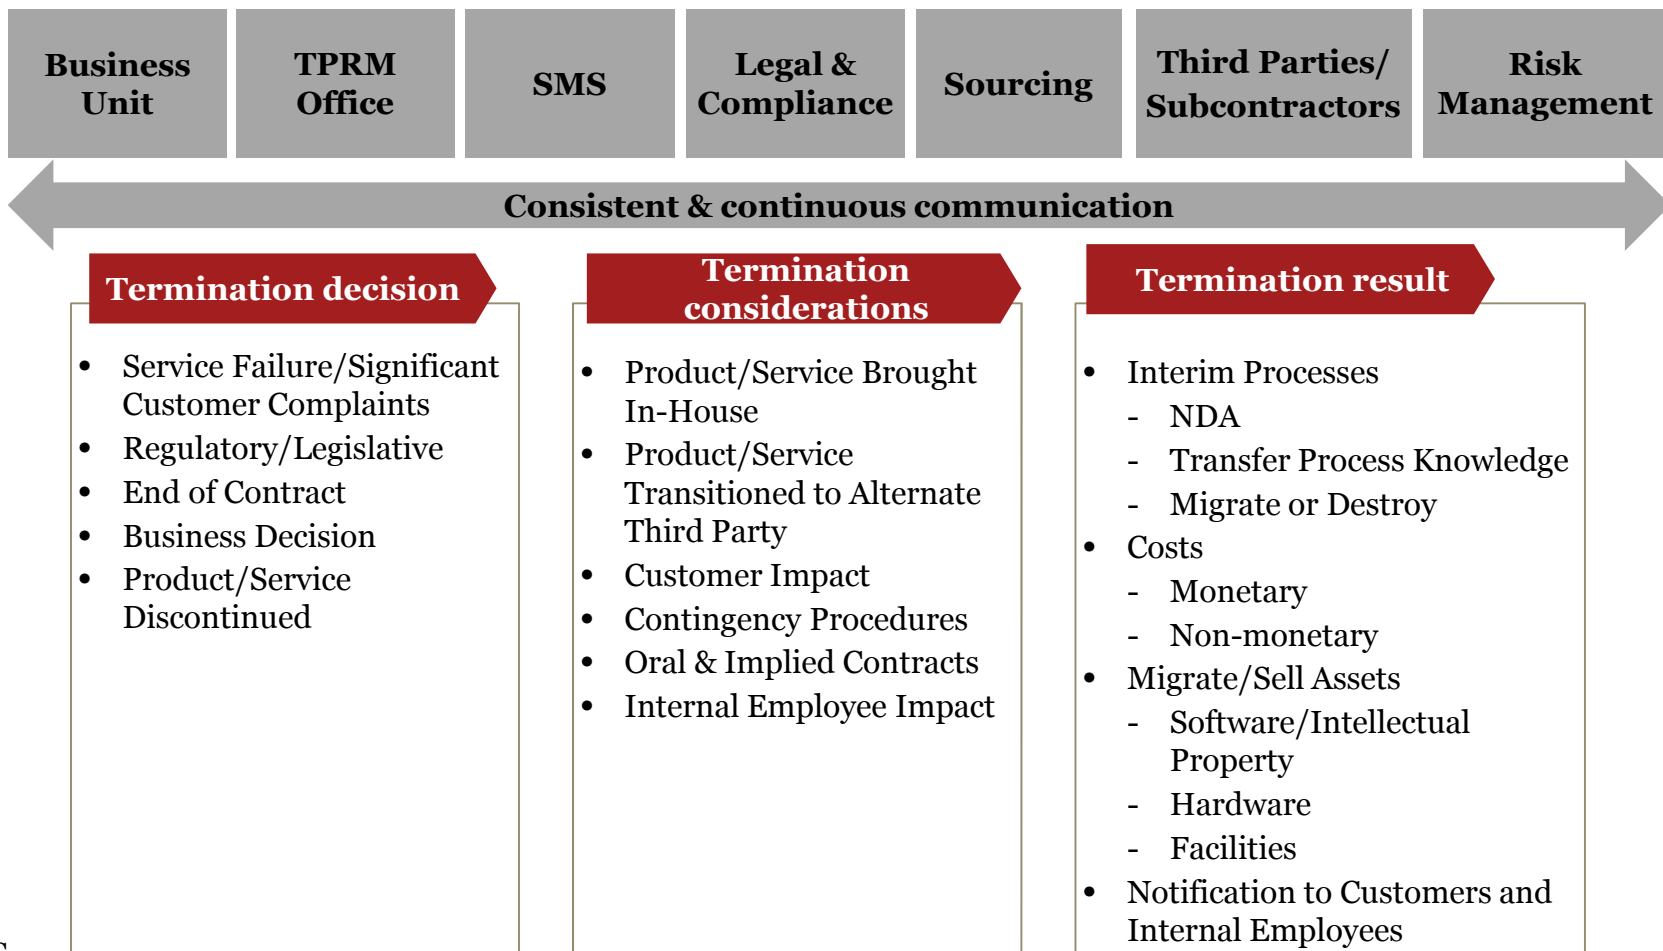 Business
Unit
TPRM
Office
SMS
Legal &
Compliance
Sourcing
Third Parties/
Subcontractors
Risk
Management
Consistent & continuous communication
Termination decision
• Service Failure/Significant
Customer Complaints
• Regulatory/Legislative
• End of Contract
• Business Decision
• Product/Service
Discontinued
Termination
considerations
• Product/Service Brought
In-House
• Product/Service
Transitioned to Alternate
Third Party
• Customer Impact
• Contingency Procedures
• Oral & Implied Contracts
• Internal Employee Impact
Termination result
• Interim Processes
- NDA
- Transfer Process Knowledge
- Migrate or Destroy
• Costs
- Monetary
- Non-monetary
• Migrate/Sell Assets
- Software/Intellectual
Property
- Hardware
- Facilities
• Notification to Customers and
Internal Employees